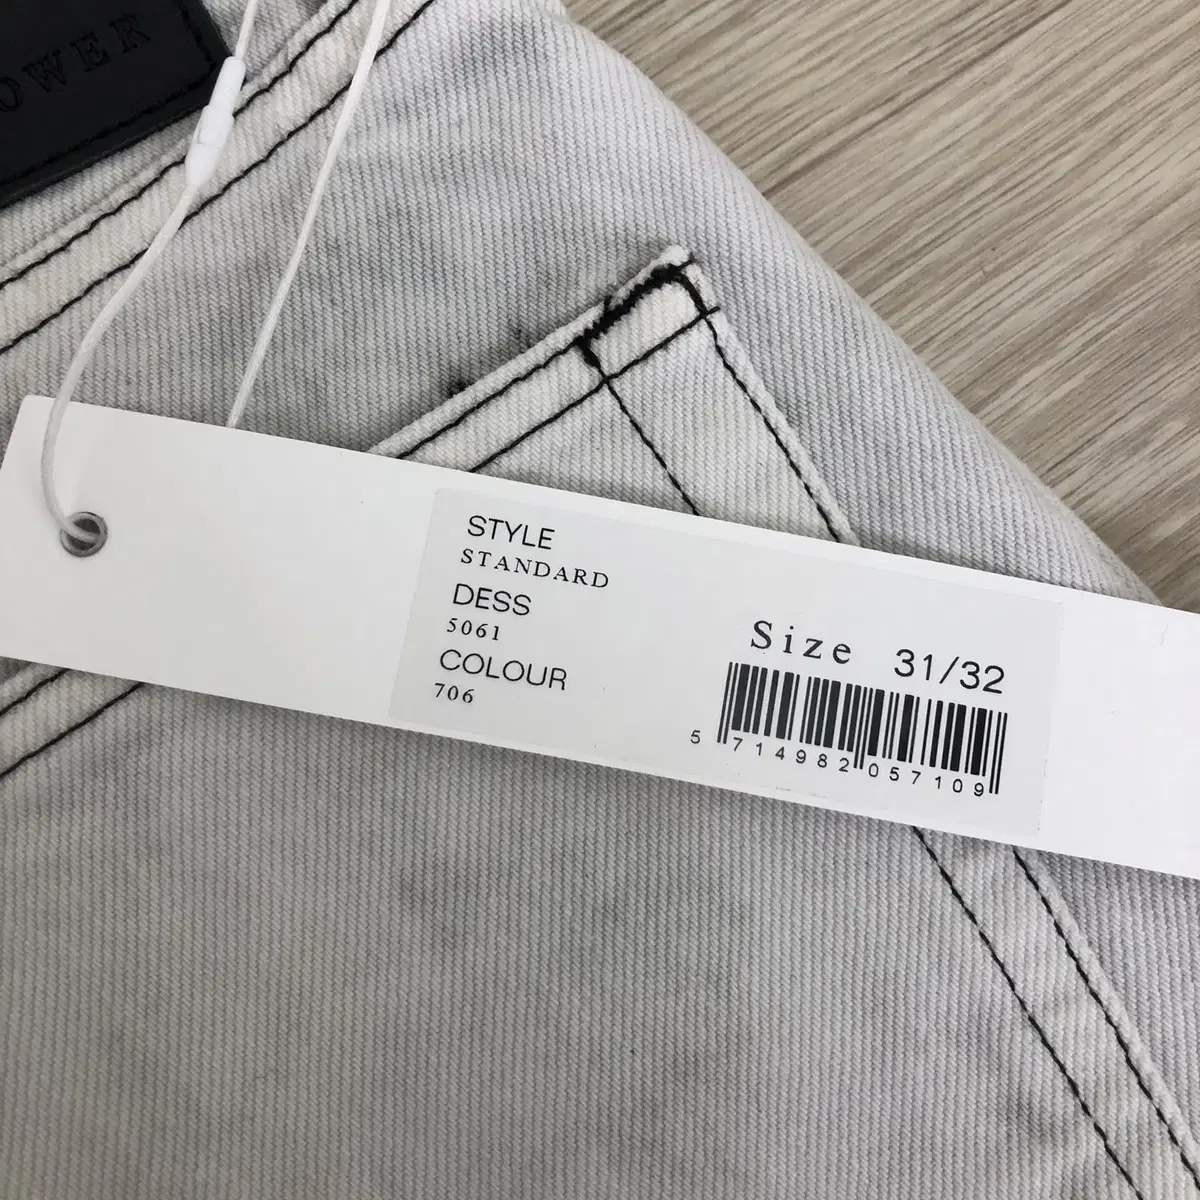 OWER
STYLE
STANDARD
DESS
5061
COLOUR
706
Size 31/32
5 714982 057109